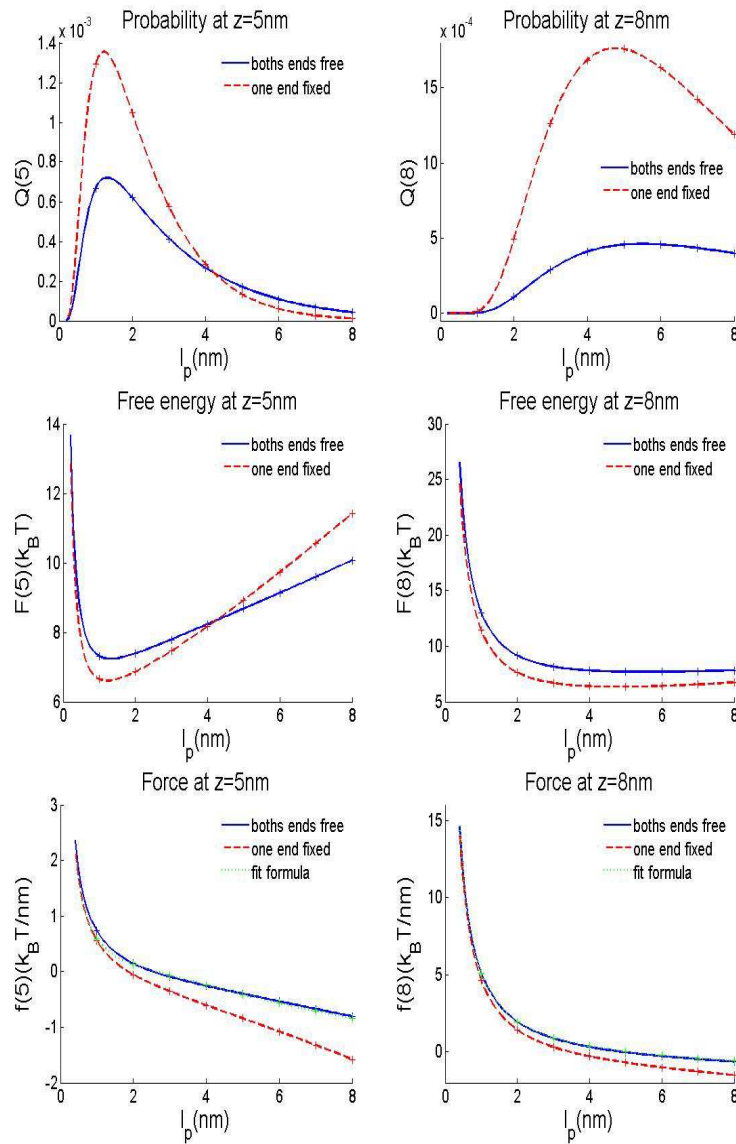 Probability at z=5nm
x 10^-3
1.4
1.2
1
0.8
0.6
0.4
0.2
0
0 2 4 6 8
Q(5)
l_p(nm)
boths ends free
one end fixed
Probability at z=8nm
x 10^-4
15
10
5
0
0 2 4 6 8
Q(8)
l_p(nm)
boths ends free
one end fixed
Free energy at z=5nm
14
12
10
8
6
0 2 4 6 8
F(5)(k_BT)
l_p(nm)
boths ends free
one end fixed
Free energy at z=8nm
30
25
20
15
10
5
0 2 4 6 8
F(8)(k_BT)
l_p(nm)
boths ends free
one end fixed
Force at z=5nm
3
2
1
0
-1
-2
0 2 4 6 8
f(5)(k_BT/nm)
l_p(nm)
boths ends free
one end fixed
fit formula
Force at z=8nm
15
10
5
0
0 2 4 6 8
f(8)(k_BT/nm)
l_p(nm)
boths ends free
one end fixed
fit formula